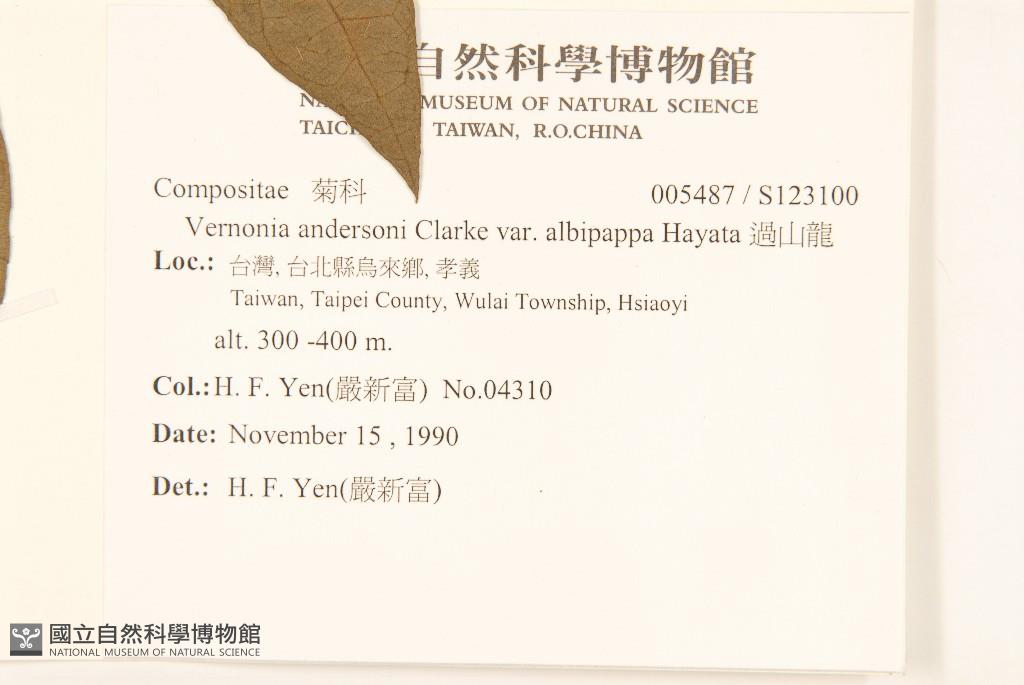 自然科學博物館
MUSEUM OF NATURAL SCIENCE
TAIWAN, R.O.CHINA
Compositae 菊科 005487 / S123100
Vernonia andersoni Clarke var. albipappa Hayata 過山龍
Loc.: 台灣, 台北縣烏來鄉, 孝義
Taiwan, Taipei County, Wulai Township, Hsiaoyi
alt. 300 -400 m.
Col.: H. F. Yen(嚴新富) No.04310
Date: November 15 , 1990
Det.: H. F. Yen(嚴新富)
國立自然科學博物館
NATIONAL MUSEUM OF NATURAL SCIENCE